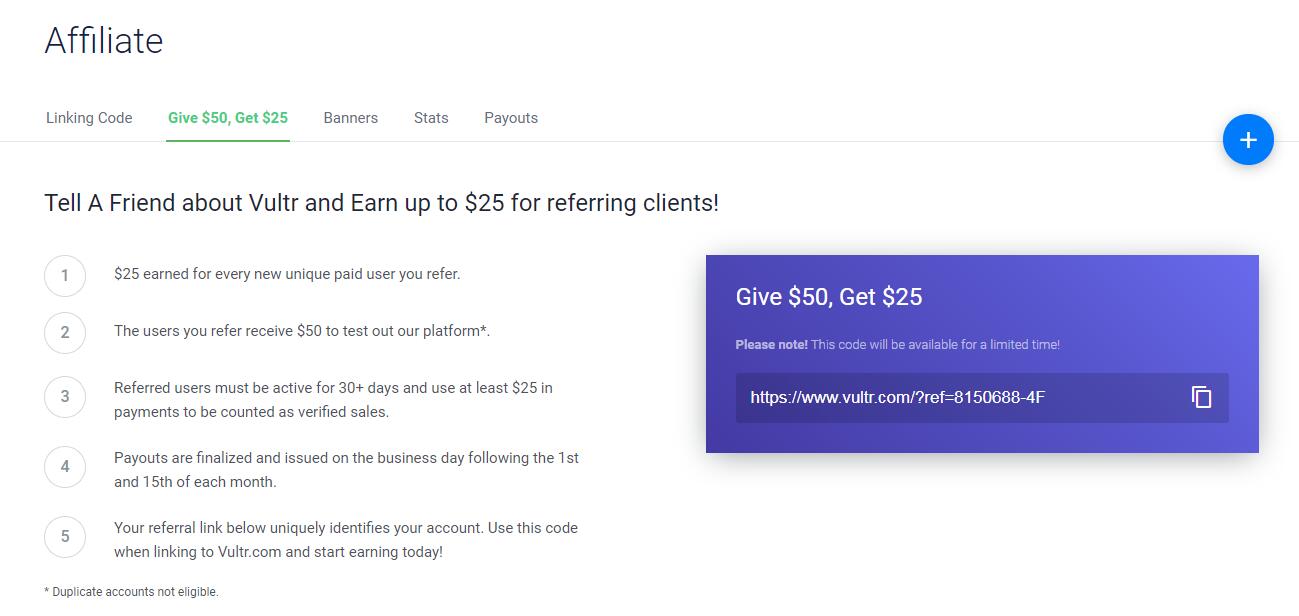 Affiliate
Linking Code
Give $50, Get $25
Banners
Stats
Payouts
+
Tell A Friend about Vultr and Earn up to $25 for referring clients!
1
$25 earned for every new unique paid user you refer.
2
The users you refer receive $50 to test out our platform*.
3
Referred users must be active for 30+ days and use at least $25 in
payments to be counted as verified sales.
4
Payouts are finalized and issued on the business day following the 1st
and 15th of each month.
5
Your referral link below uniquely identifies your account. Use this code
when linking to Vultr.com and start earning today!
* Duplicate accounts not eligible.
Give $50, Get $25
Please note! This code will be available for a limited time!
https://www.vultr.com/?ref=8150688-4F